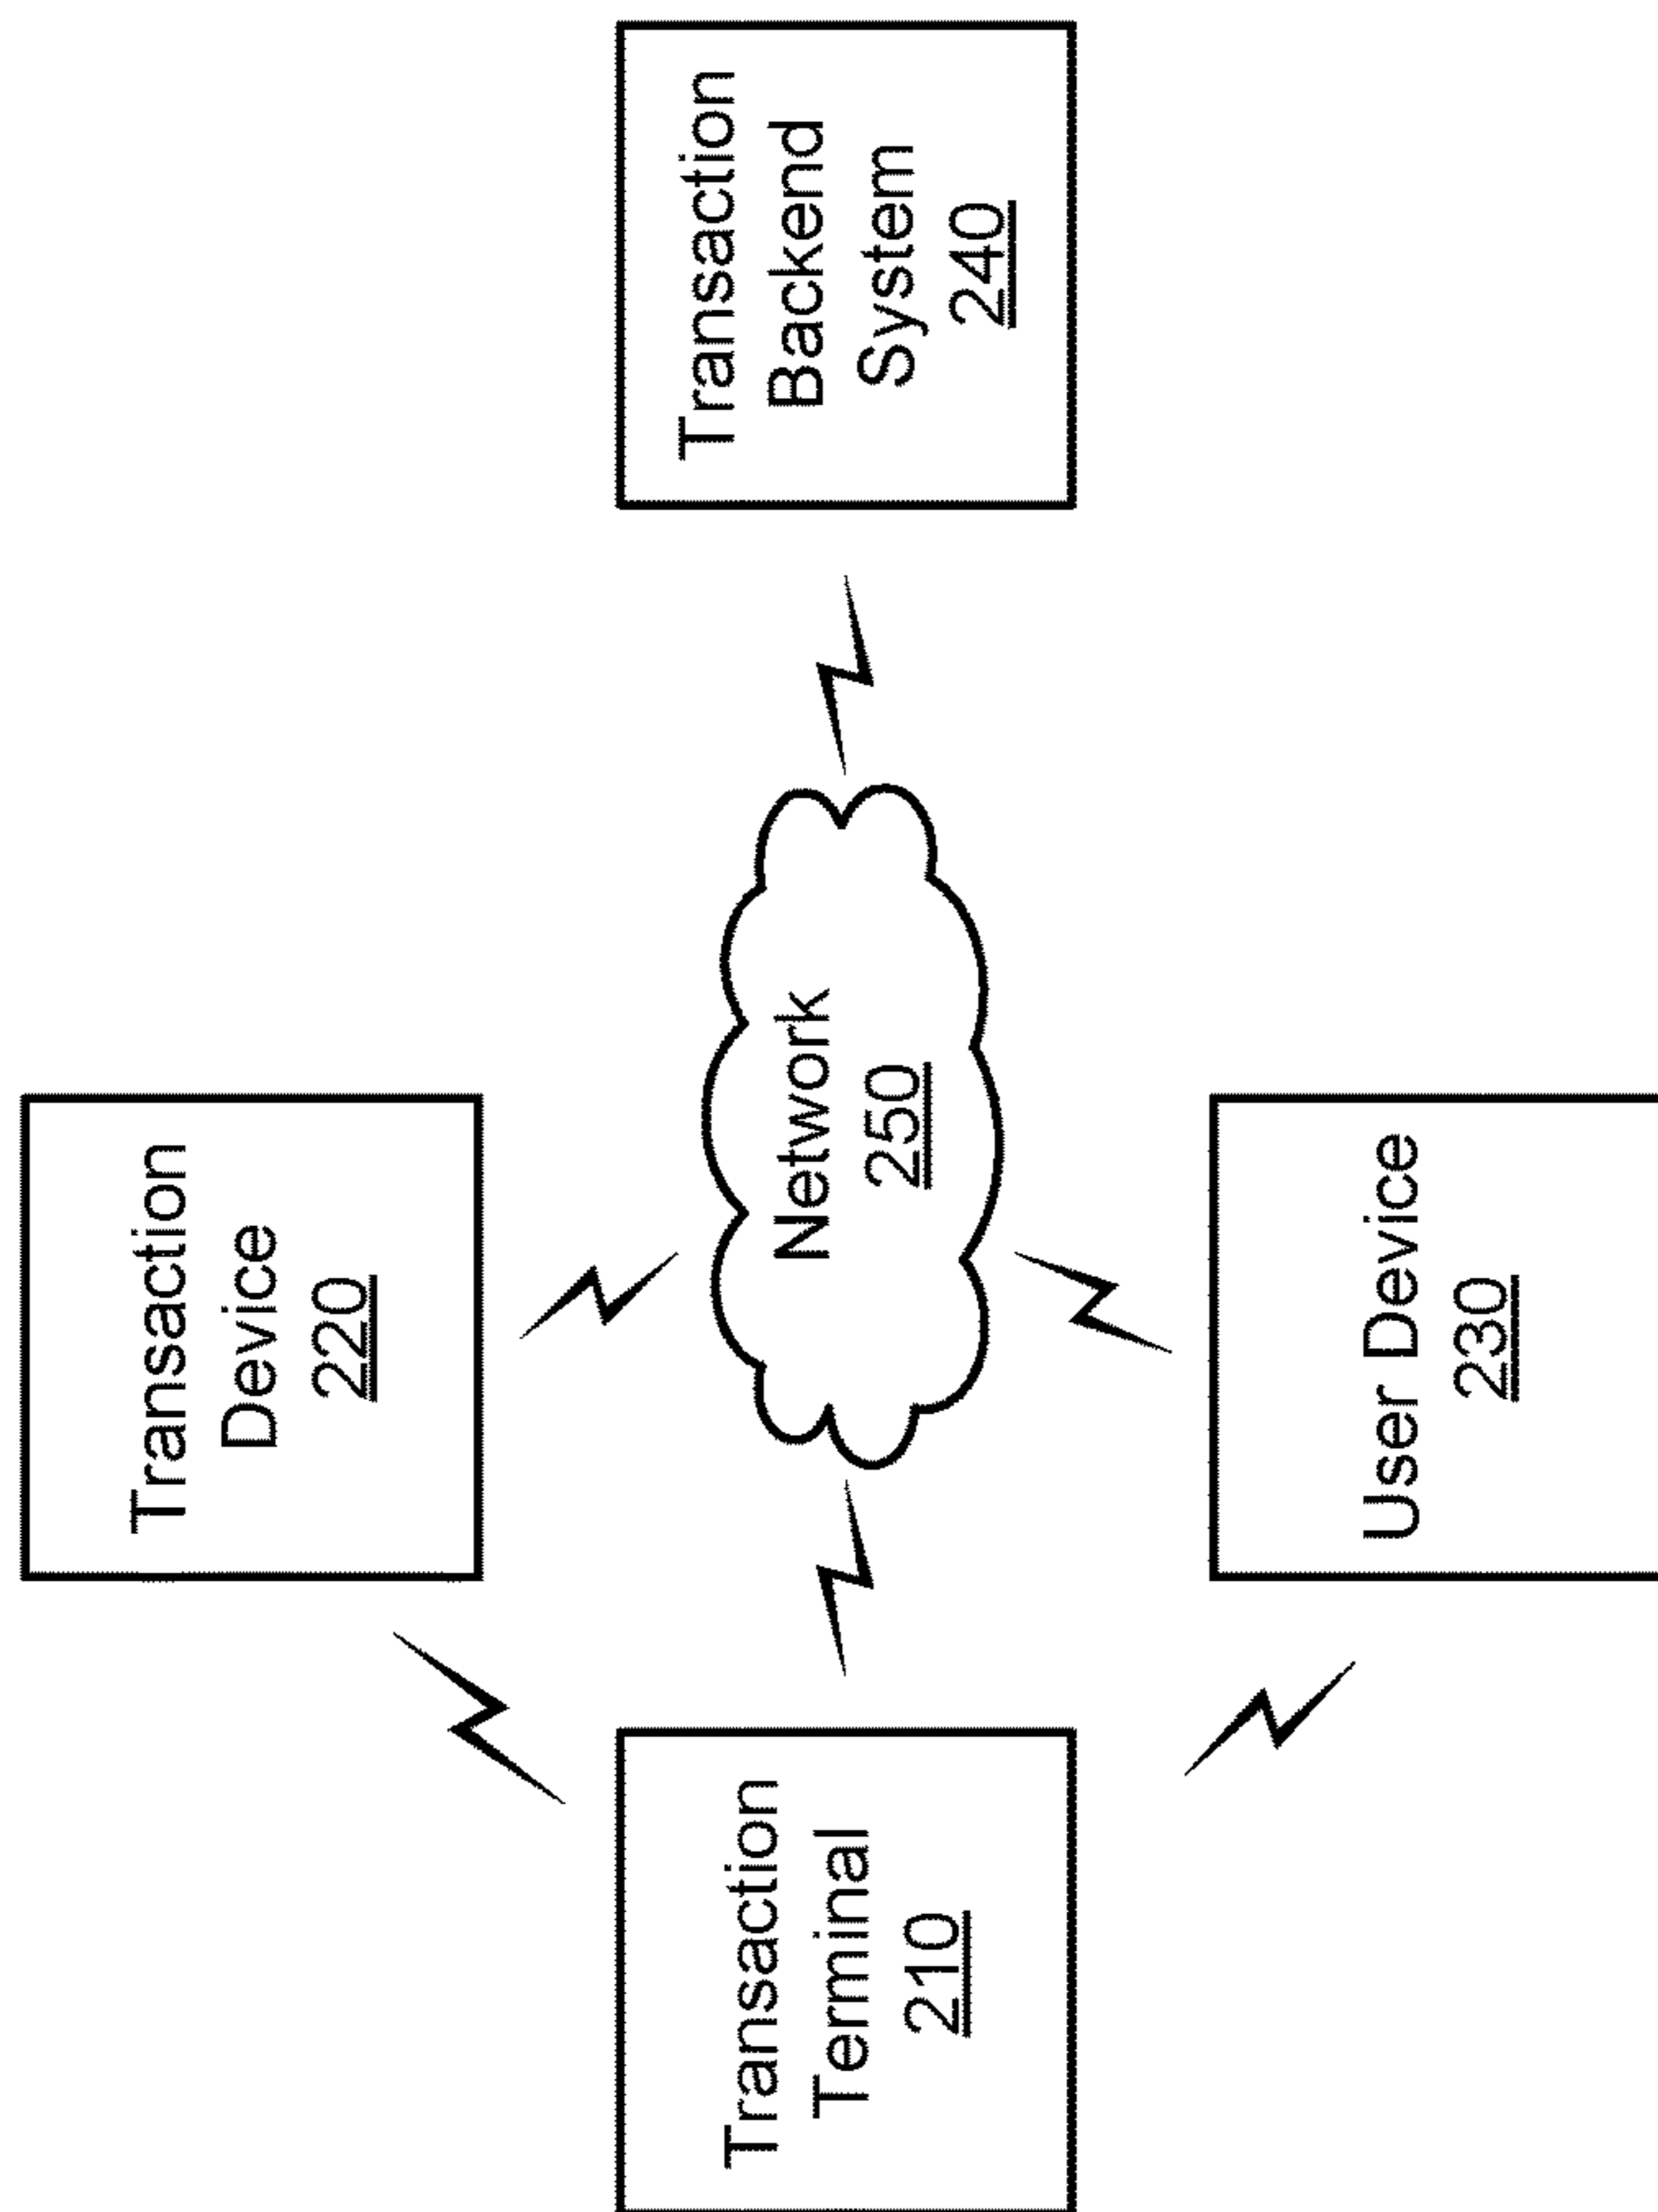 Transaction
Device
220
Transaction
Terminal
210
Network
250
Transaction
Backend
System
240
User Device
230